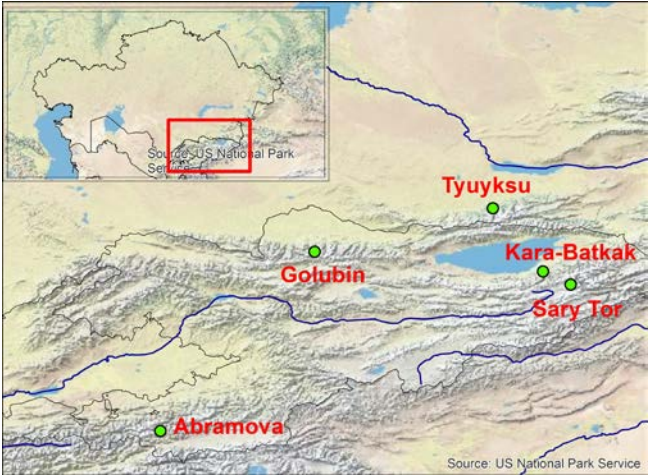 Source: US National Park
Service
Tyuyksu
Kara-Batkak
Golubin
Sary Tor
Abramova
Source: US National Park Service